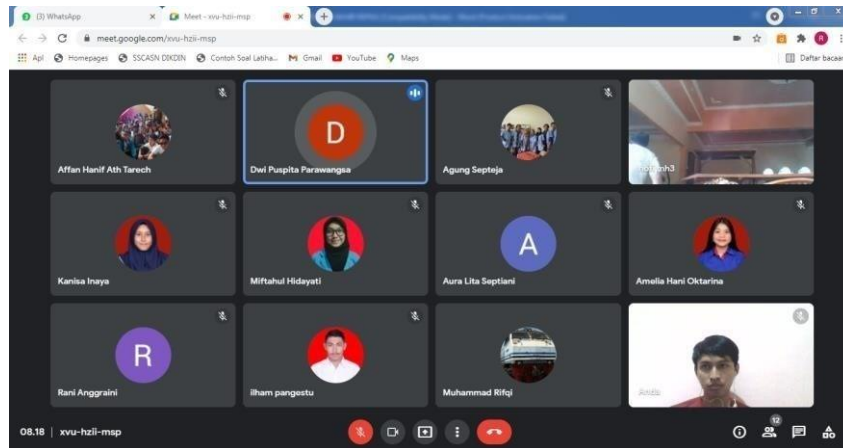 (3) WhatsApp
Meet - xvu-hzii-msp
meet.google.com/xvu-hzii-msp
Apl
Homepages
SSCASN DIKDIN
Contoh Soal Latiha...
Gmail
YouTube
Maps
Daftar bacaan
Affan Hanif Ath Tarech
D
Dwi Puspita Parawangsa
Agung Septeja
Kanisa Inaya
Miftahul Hidayati
A
Aura Lita Septiani
Amelia Hani Oktarina
R
Rani Anggraini
ilham pangestu
Muhammad Rifqi
Anda
08.18 | xvu-hzii-msp
12